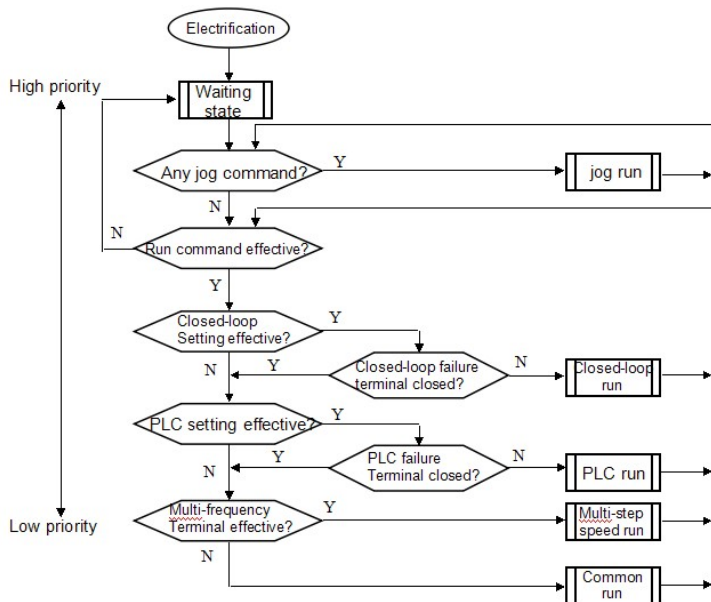 Electrification
High priority
Waiting
state
Any jog command?
Y
jog run
N
N
Run command effective?
Y
Closed-loop
Setting effective?
Y
N
Y
Closed-loop failure
terminal closed?
N
Closed-loop
run
PLC setting effective?
Y
N
Y
PLC failure
Terminal closed?
N
PLC run
Low priority
Multi-frequency
Terminal effective?
Y
Multi-step
speed run
N
Common
run